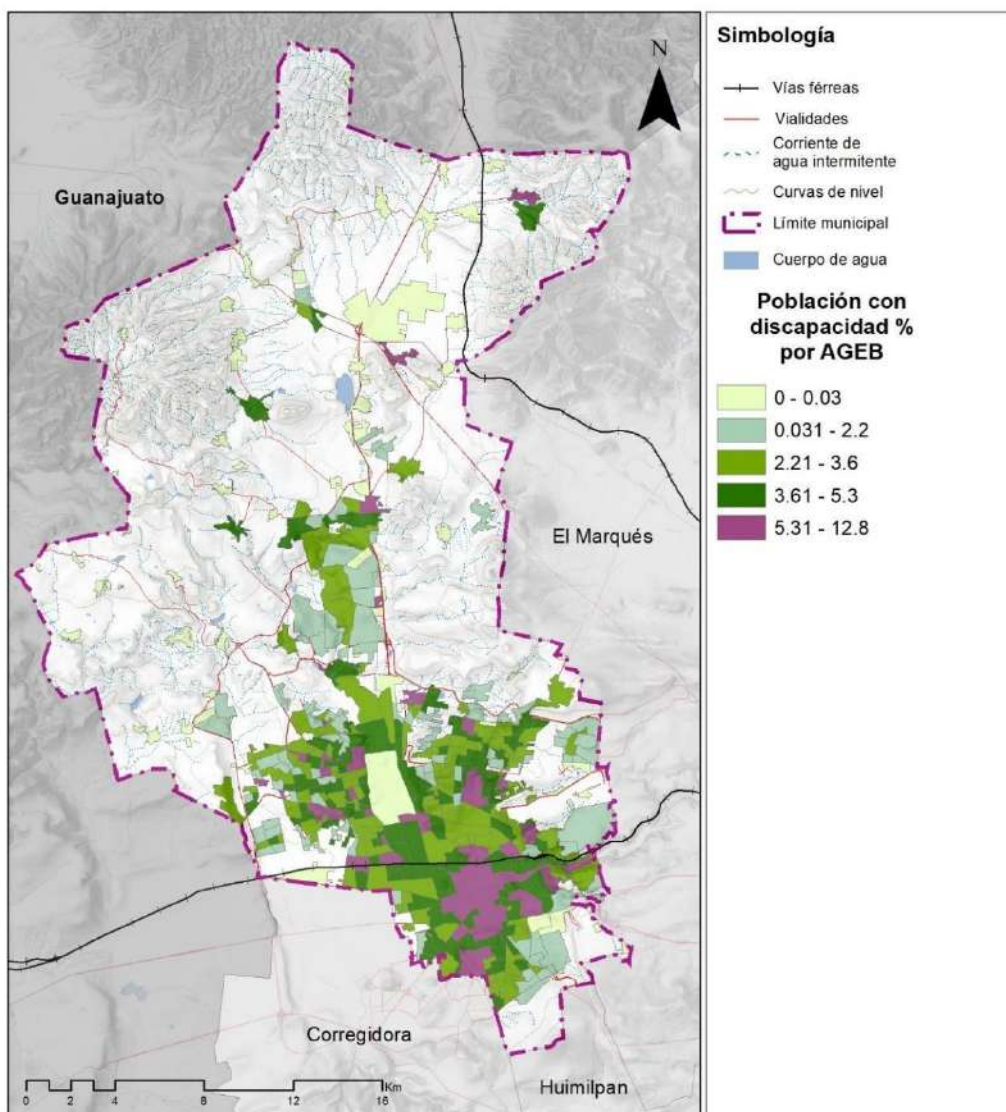 N
Guanajuato
El Marqués
Corregidora
Huimilpan
0 2 4 8 12 16
Km
Simbología
Vías férreas
Vialidades
Corriente de
agua intermitente
Curvas de nivel
Límite municipal
Cuerpo de agua
Población con
discapacidad %
por AGEB
0 - 0.03
0.031 - 2.2
2.21 - 3.6
3.61 - 5.3
5.31 - 12.8